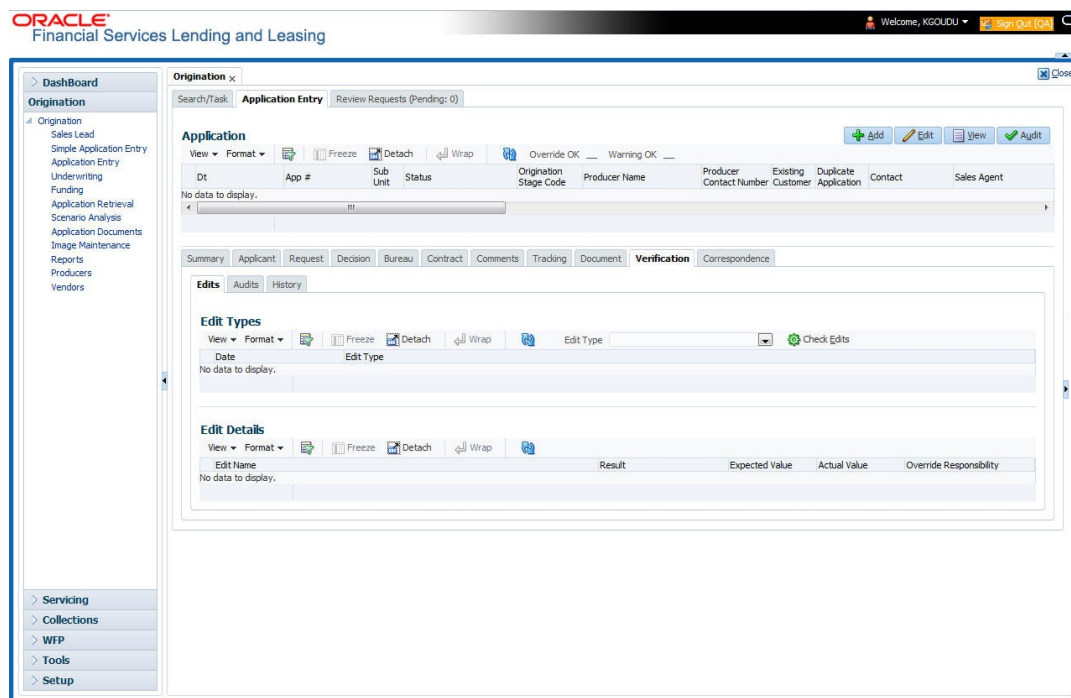 ORACLE
Financial Services Lending and Leasing
Welcome, KGOUDU
Sign Out [QA]
DashBoard
Origination
Origination
Sales Lead
Simple Application Entry
Application Entry
Underwriting
Funding
Application Retrieval
Scenario Analysis
Application Documents
Image Maintenance
Reports
Producers
Vendors
Servicing
Collections
WFP
Tools
Setup
Origination x
Close
Search/Task Application Entry Review Requests (Pending: 0)
Application
Add Edit View Audit
View Format Freeze Detach Wrap Override OK __ Warning OK __
Dt App # Sub Unit Status Origination Stage Code Producer Name Producer Contact Number Existing Customer Duplicate Application Contact Sales Agent
No data to display.
Summary Applicant Request Decision Bureau Contract Comments Tracking Document Verification Correspondence
Edits Audits History
Edit Types
View Format Freeze Detach Wrap Edit Type Check Edits
Date Edit Type
No data to display.
Edit Details
View Format Freeze Detach Wrap
Edit Name Result Expected Value Actual Value Override Responsibility
No data to display.